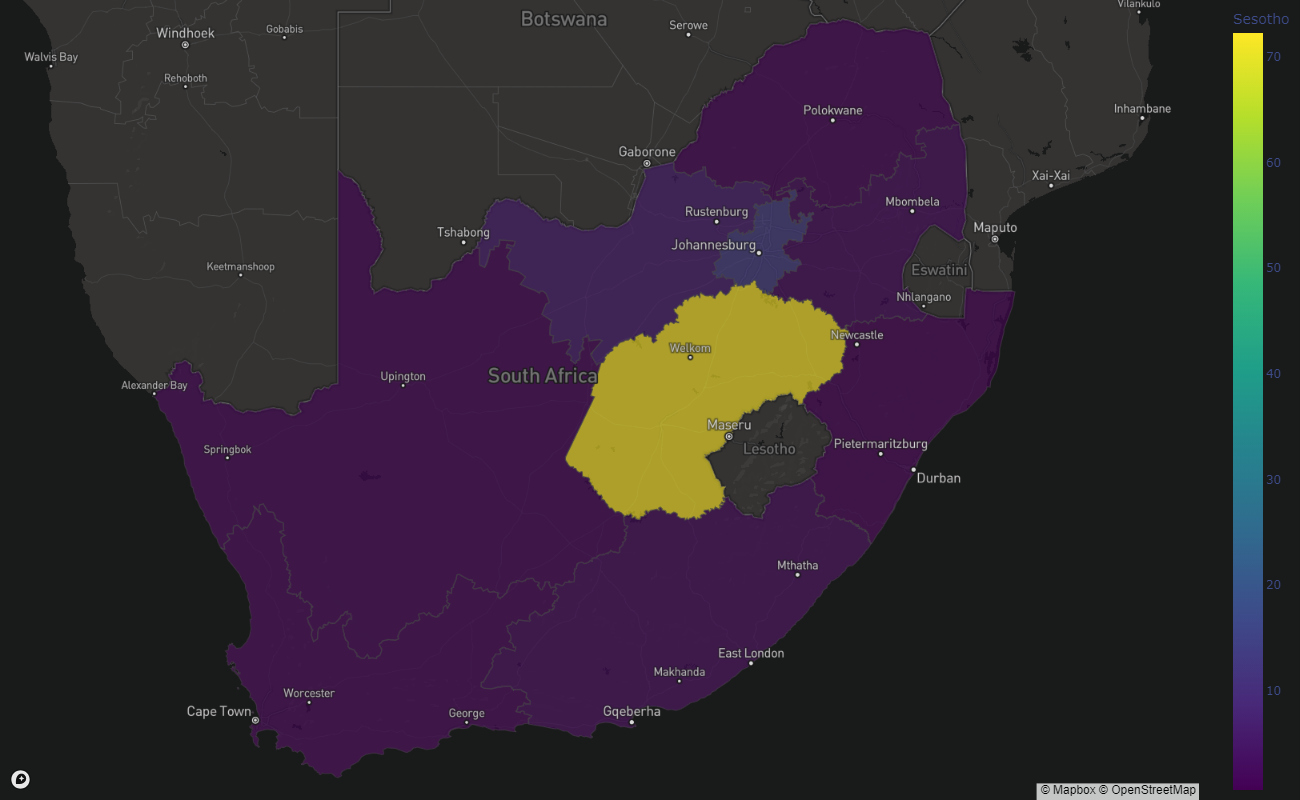 Botswana
Vilankulo
Sesotho
Serowe
Gobabis
Windhoek
Walvis Bay
70
Rehoboth
Polokwane
Inhambane
Gaborone
60
Xai-Xai
Mbombela
Rustenburg
Maputo
Tshabong
Johannesburg
Keetmanshoop
Eswatini
50
Nhlangano
Newcastle
Welkom
40
South Africa
Upington
Alexander Bay
Maseru
Pietermaritzburg
Lesotho
Springbok
Durban
30
Mthatha
20
East London
Makhanda
10
Worcester
Cape Town
George
Gqeberha
© Mapbox © OpenStreetMap